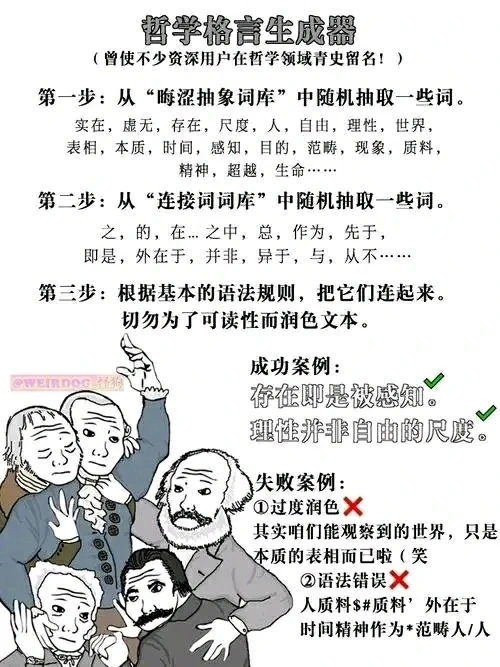 哲学格言生成器
（曾使不少资深用户在哲学领域青史留名！）
第一步：从“晦涩抽象词库”中随机抽取一些词。
实在，虚无，存在，尺度，人，自由，理性，世界，
表相，本质，时间，感知，目的，范畴，现象，质料，
精神，超越，生命……
第二步：从“连接词词库”中随机抽取一些词。
之，的，在... 之中，总，作为，先于，
即是，外在于，并非，异于，与，从不……
第三步：根据基本的语法规则，把它们连起来。
切勿为了可读性而润色文本。
@WEIRDOG 怪狗
成功案例：
存在即是被感知。
理性并非自由的尺度。
失败案例：
①过度润色
其实咱们能观察到的世界，只是
本质的表相而已啦（笑
②语法错误
人质料$#质料’外在于
时间精神作为*范畴人/人